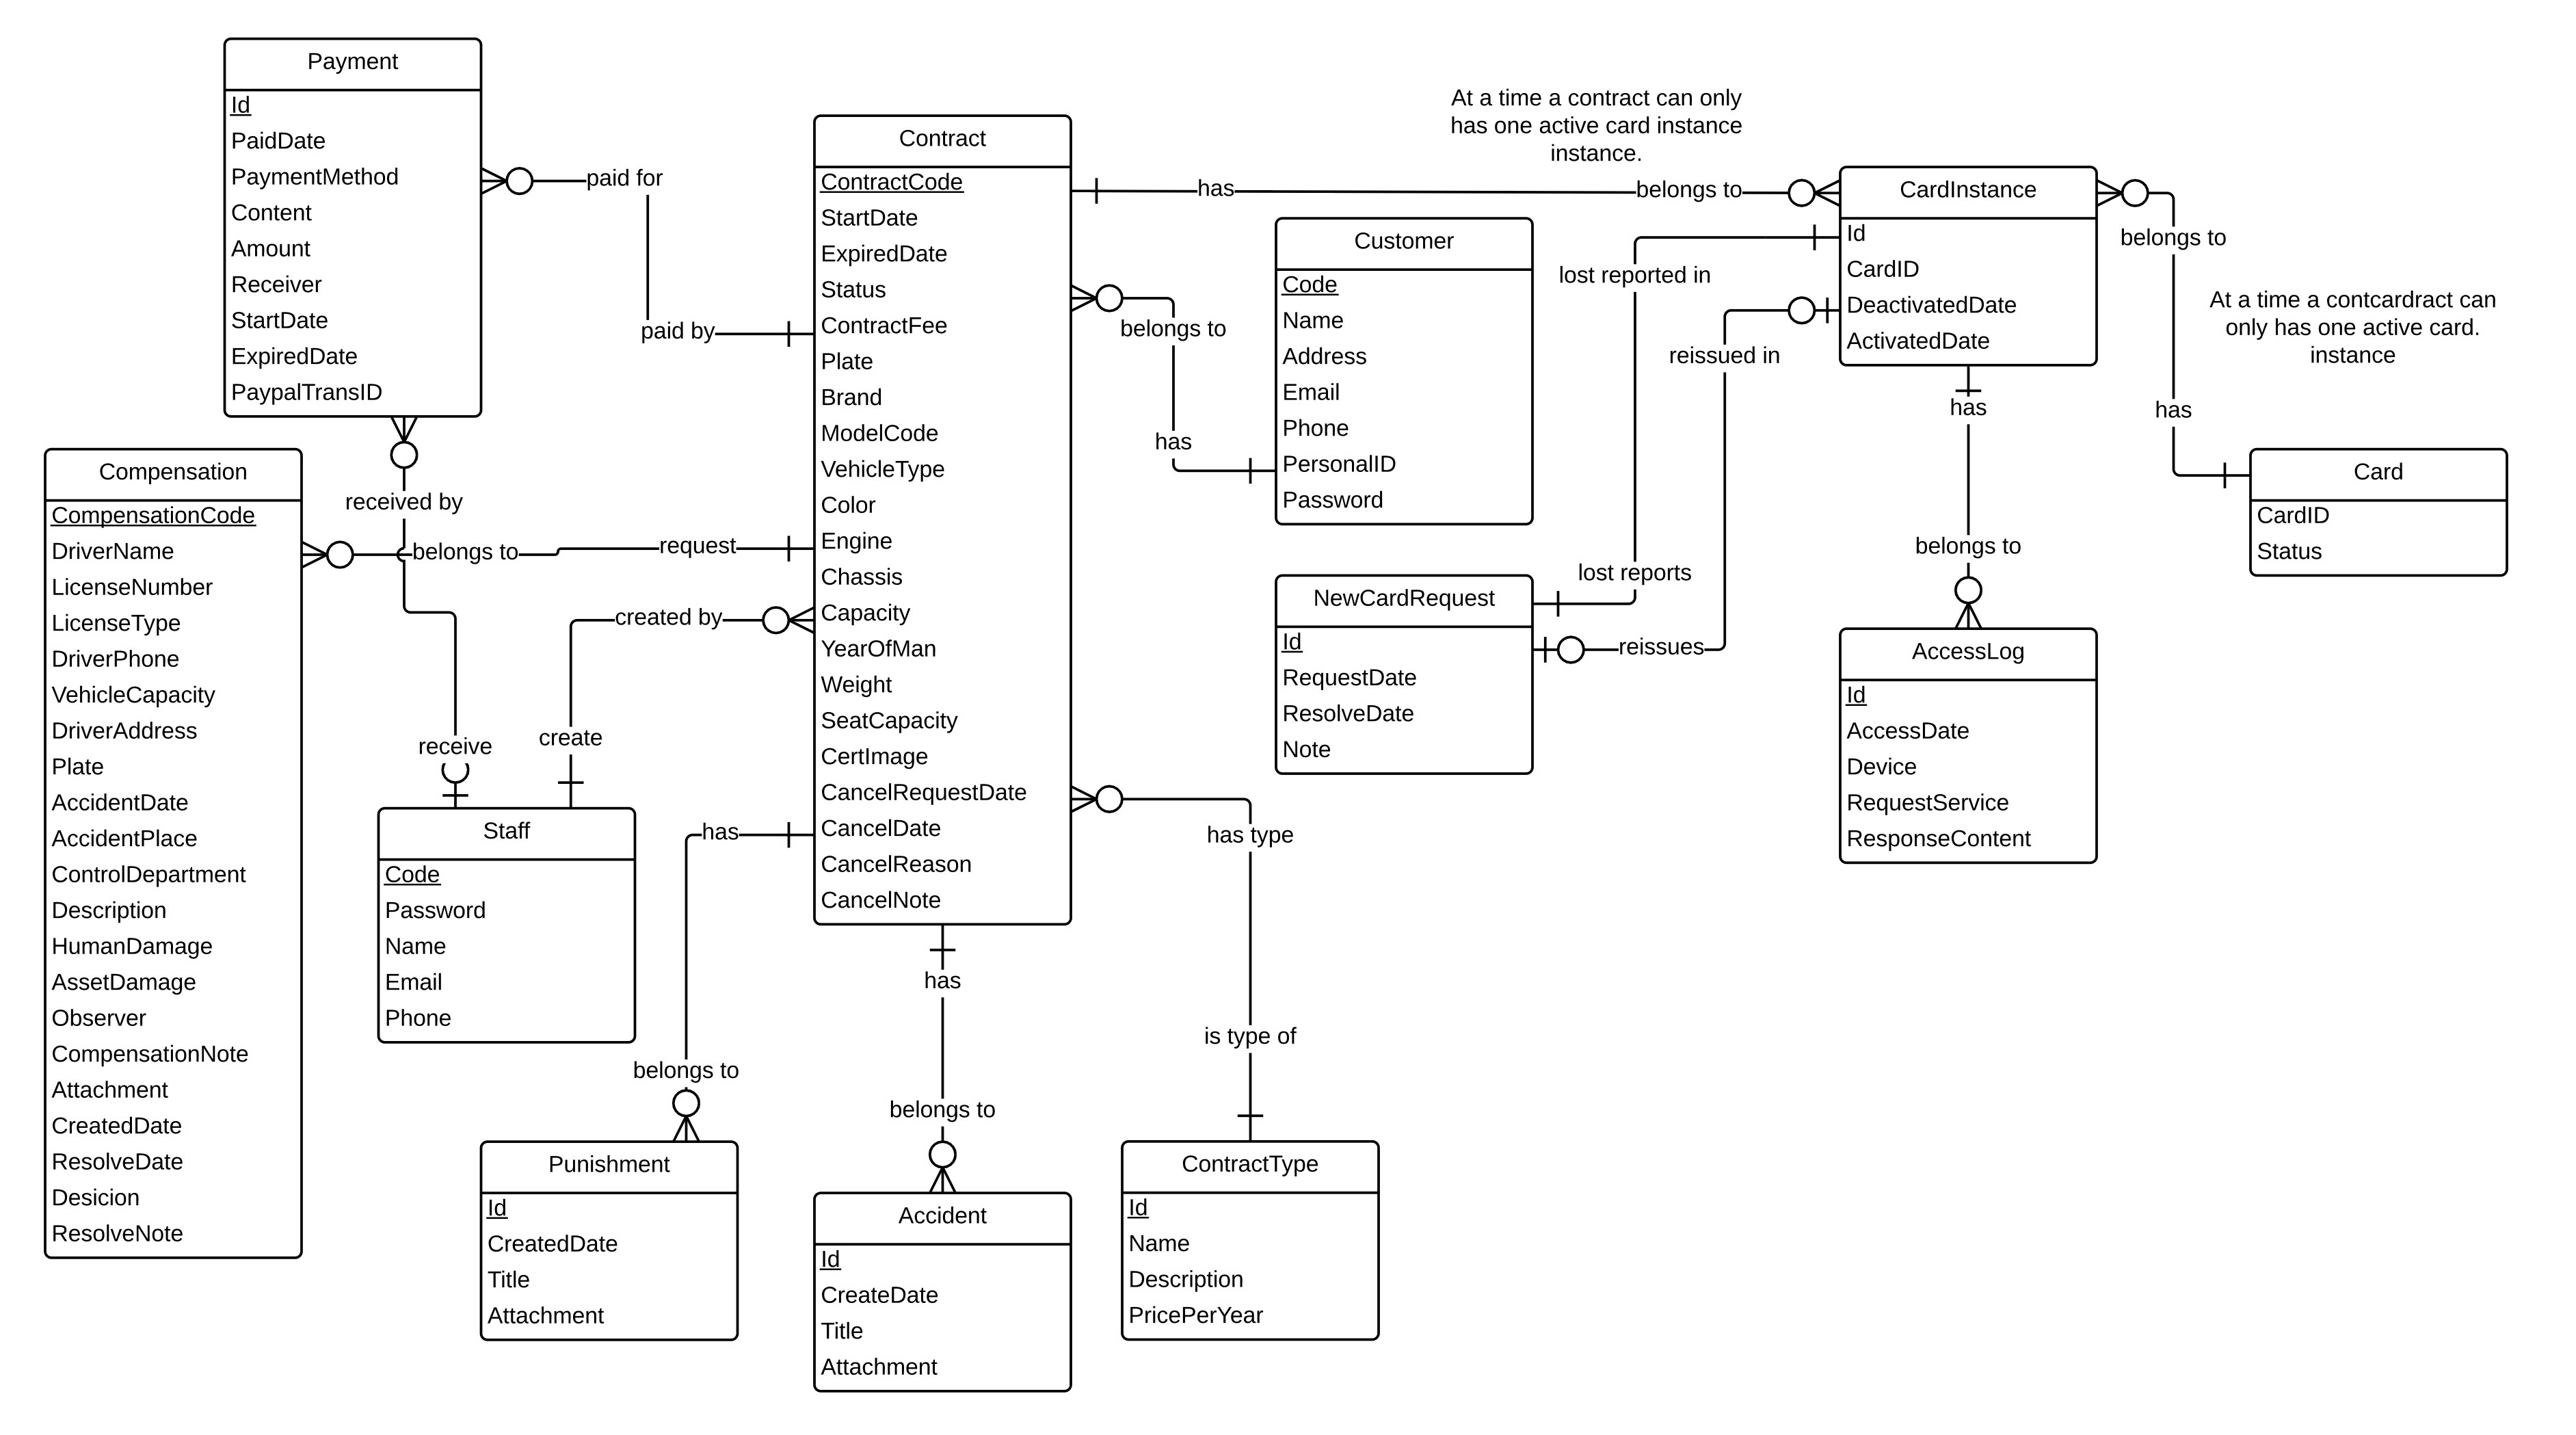 Payment
Id
PaidDate
PaymentMethod
Content
Amount
Receiver
StartDate
ExpiredDate
PaypalTransID
paid for
paid by
received by
receive
Compensation
CompensationCode
DriverName
LicenseNumber
LicenseType
DriverPhone
VehicleCapacity
DriverAddress
Plate
AccidentDate
AccidentPlace
ControlDepartment
Description
HumanDamage
AssetDamage
Observer
CompensationNote
Attachment
CreatedDate
ResolveDate
Desicion
ResolveNote
belongs to
request
created by
create
Staff
Code
Password
Name
Email
Phone
has
belongs to
Punishment
Id
CreatedDate
Title
Attachment
Contract
ContractCode
StartDate
ExpiredDate
Status
ContractFee
Plate
Brand
ModelCode
VehicleType
Color
Engine
Chassis
Capacity
YearOfMan
Weight
SeatCapacity
CertImage
CancelRequestDate
CancelDate
CancelReason
CancelNote
has
belongs to
Accident
Id
CreateDate
Title
Attachment
has type
is type of
ContractType
Id
Name
Description
PricePerYear
At a time a contract can only
has one active card instance
instance.
has
belongs to
belongs to
has
Customer
Code
Name
Address
Email
Phone
PersonalID
Password
lost reported in
lost reports
reissued in
reissues
NewCardRequest
Id
RequestDate
ResolveDate
Note
CardInstance
Id
CardID
DeactivatedDate
ActivatedDate
has
belongs to
AccessLog
Id
AccessDate
Device
RequestService
ResponseContent
belongs to
has
At a time a contcardract can
only has one active card.
instance
Card
CardID
Status